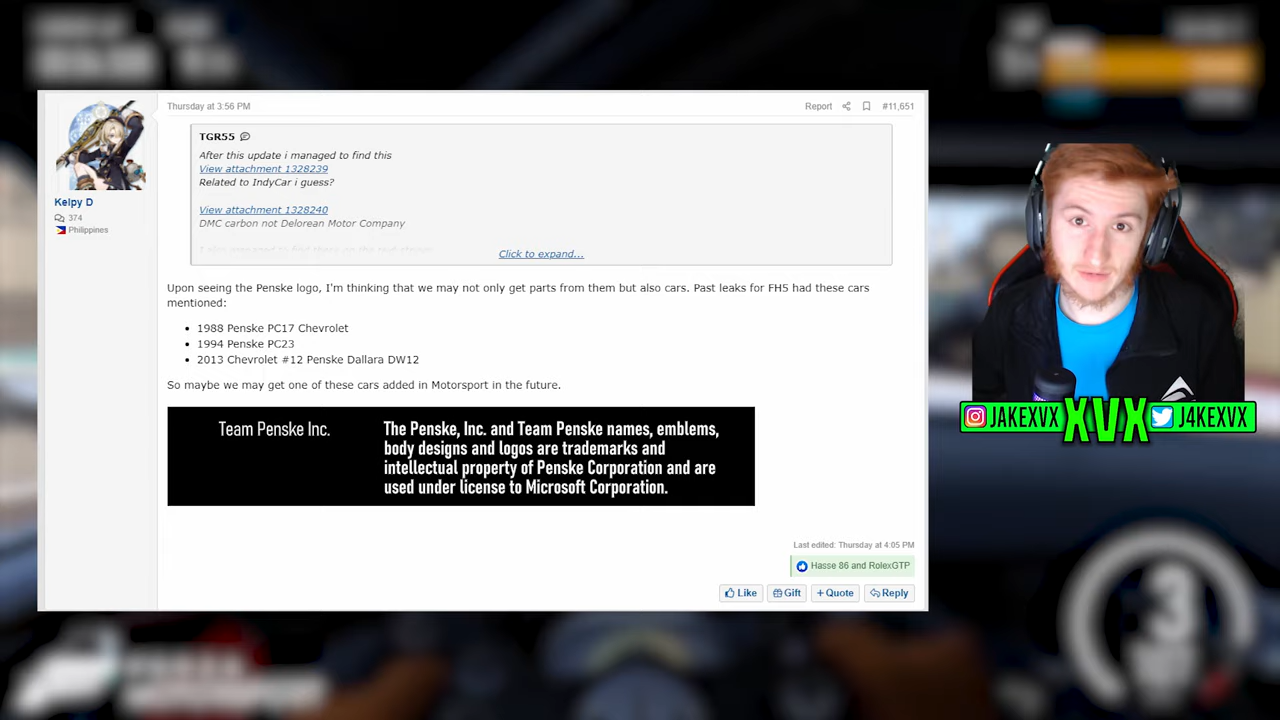 Thursday at 3:56 PM
Report
#11,651
TGR55
After this update i managed to find this
View attachment 1328239
Related to IndyCar i guess?
View attachment 1328240
DMC carbon not Delorean Motor Company
Click to expand...
Kelpy D
374
Philippines
Upon seeing the Penske logo, I'm thinking that we may not only get parts from them but also cars. Past leaks for FH5 had these cars
mentioned:
• 1988 Penske PC17 Chevrolet
• 1994 Penske PC23
• 2013 Chevrolet #12 Penske Dallara DW12
So maybe we may get one of these cars added in Motorsport in the future.
Team Penske Inc.
The Penske, Inc. and Team Penske names, emblems,
body designs and logos are trademarks and
intellectual property of Penske Corporation and are
used under license to Microsoft Corporation.
Last edited: Thursday at 4:05 PM
Hasse 86 and RolexGTP
Like
Gift
+ Quote
Reply
JAKEXVX
XVX
J4KEXVX
3